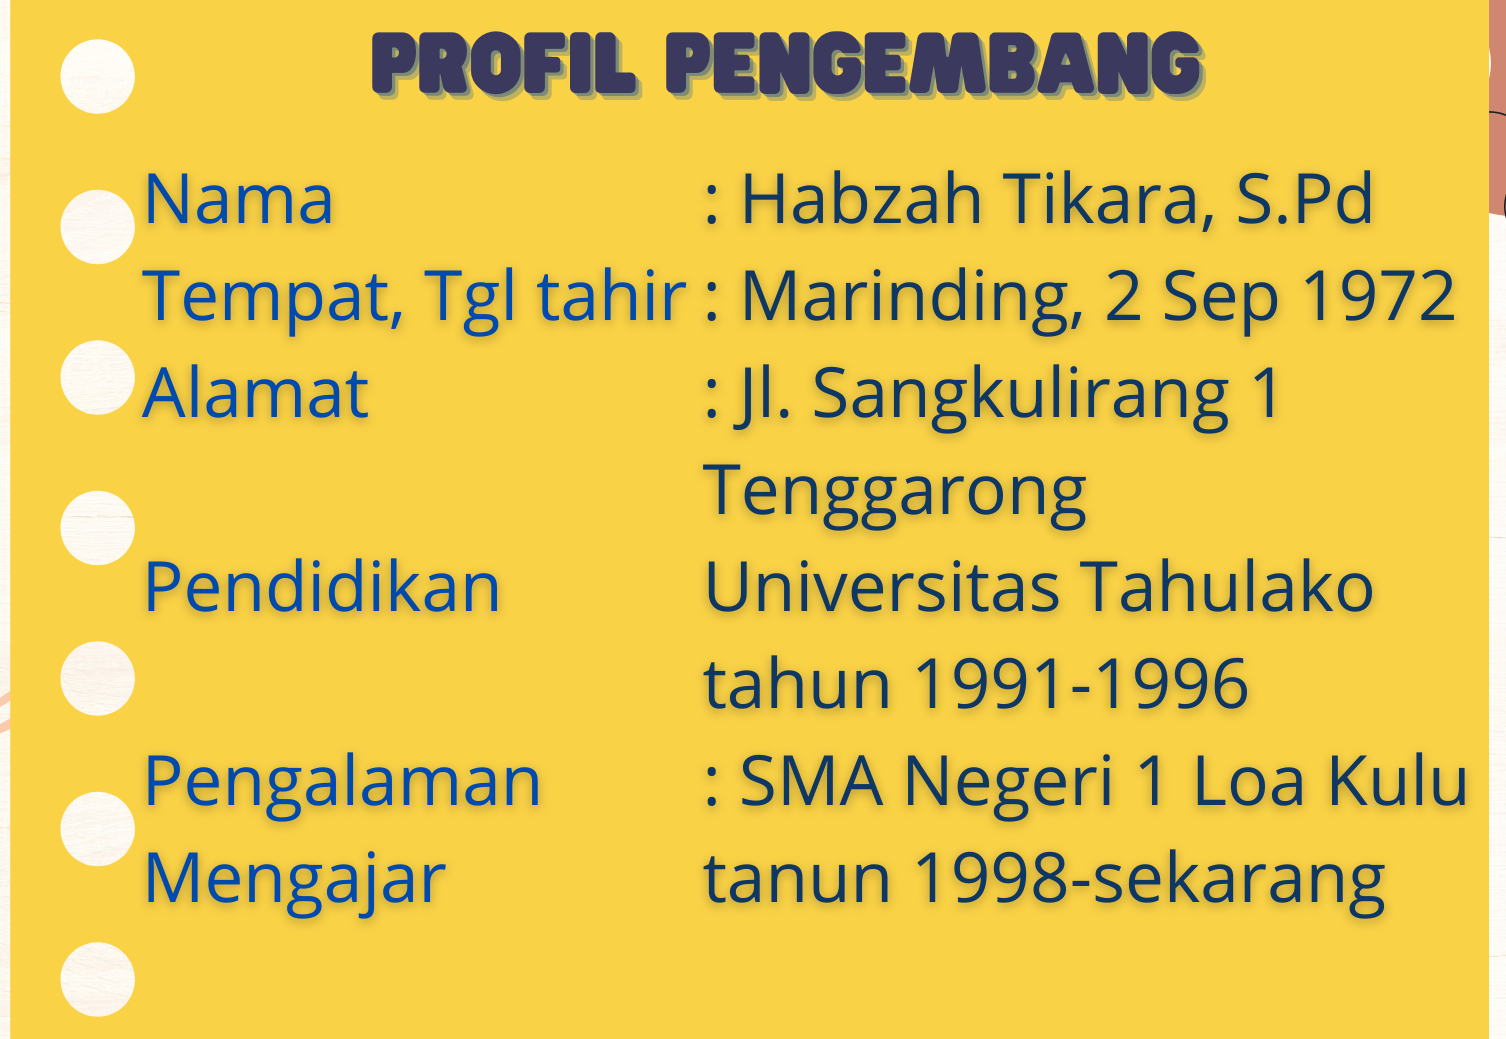 PROFIL PENGEMBANG
Nama : Habzah Tikara, S.Pd
Tempat, Tgl tahir : Marinding, 2 Sep 1972
Alamat : Jl. Sangkulirang 1
Tenggarong
Pendidikan Universitas Tahulako
tahun 1991-1996
Pengalaman : SMA Negeri 1 Loa Kulu
Mengajar tanun 1998-sekarang